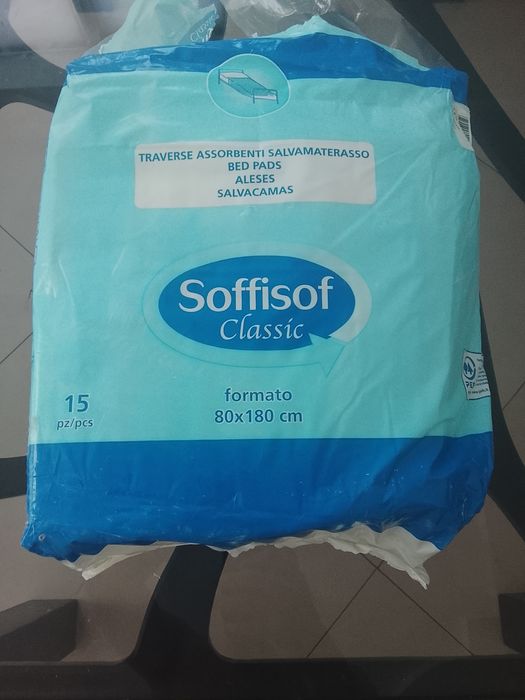 TRAVERSE ASSORBENTI SALVAMATERASSO
BED PADS
ALESES
SALVACAMAS
Soffisof
Classic
15
pz/pcs
formato
80x180 cm